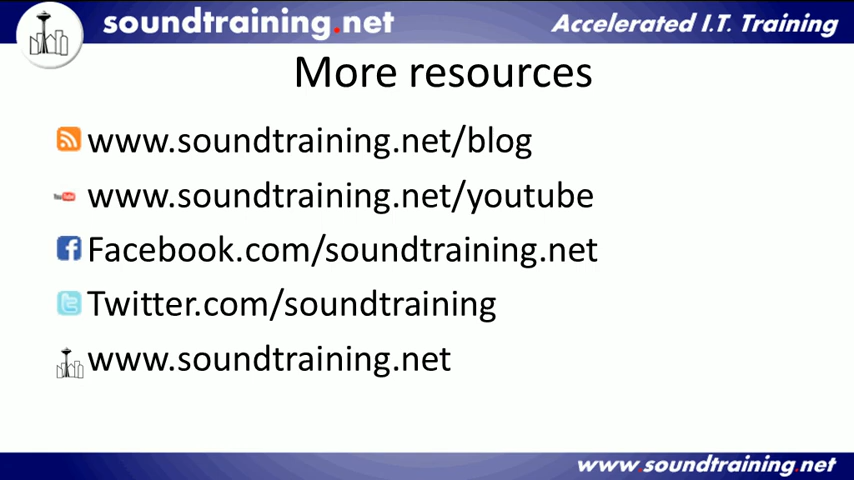 soundtraining.net
Accelerated I.T. Training
More resources
www.soundtraining.net/blog
www.soundtraining.net/youtube
Facebook.com/soundtraining.net
Twitter.com/soundtraining
www.soundtraining.net
www.soundtraining.net